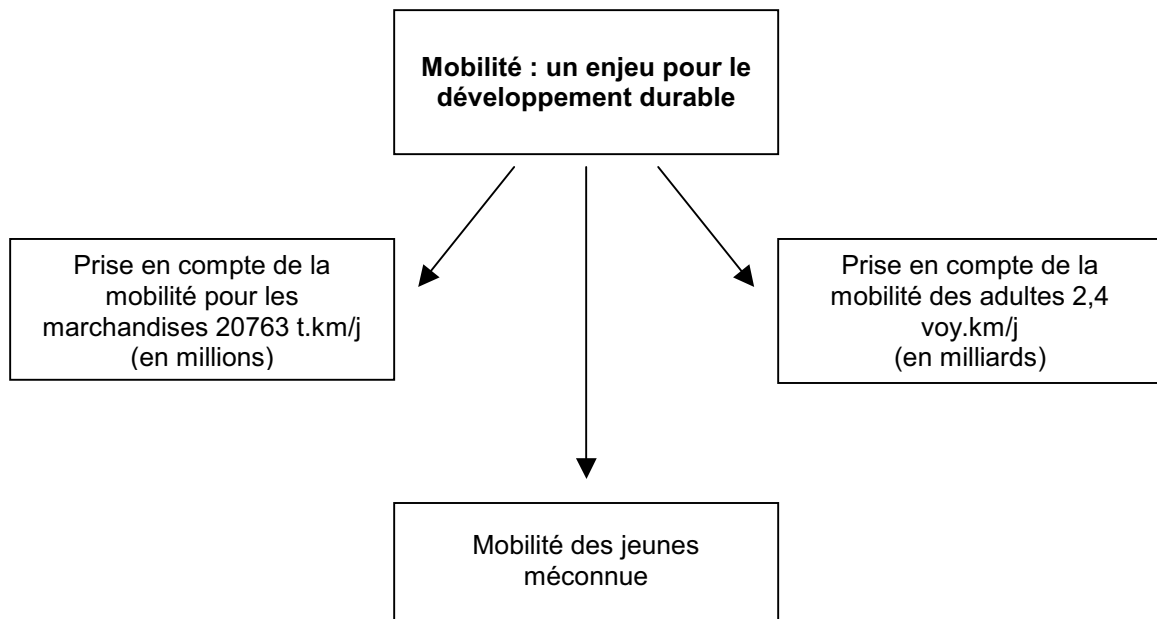 Mobilité : un enjeu pour le
développement durable
Prise en compte de la
mobilité pour les
marchandises 20763 t.km/j
(en millions)
Prise en compte de la
mobilité des adultes 2,4
voy.km/j
(en milliards)
Mobilité des jeunes
méconnue